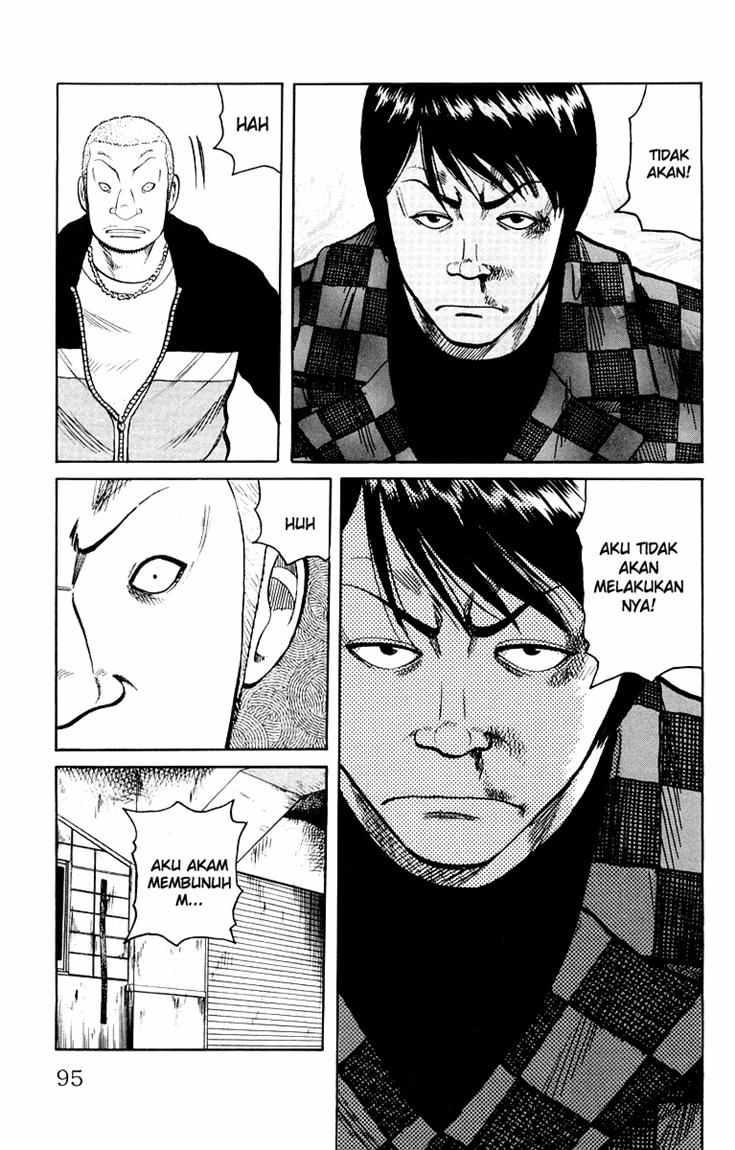 TIDAK
AKAN!
HAH
AKU TIDAK
AKAN
MELAKUKAN
NYA!
HUH
AKU AKAM
MEMBUNUH
M...
95